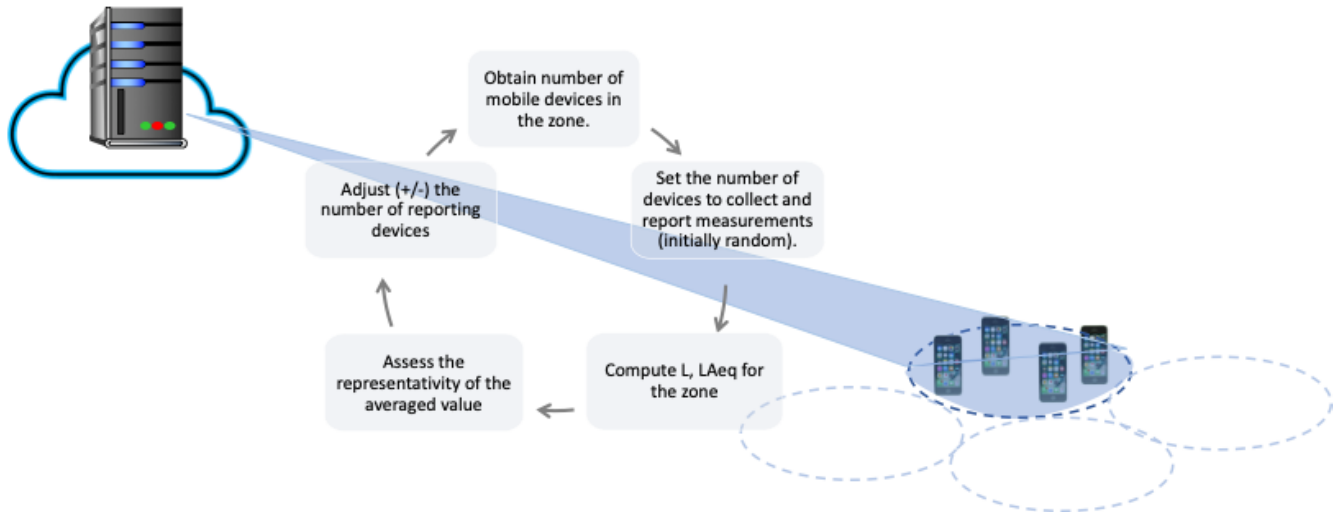 Obtain number of
mobile devices in
the zone.
Set the number of
devices to collect and
report measurements
(initially random).
Compute L, LAeq for
the zone
Assess the
representativity of the
averaged value
Adjust (+/-) the
number of reporting
devices